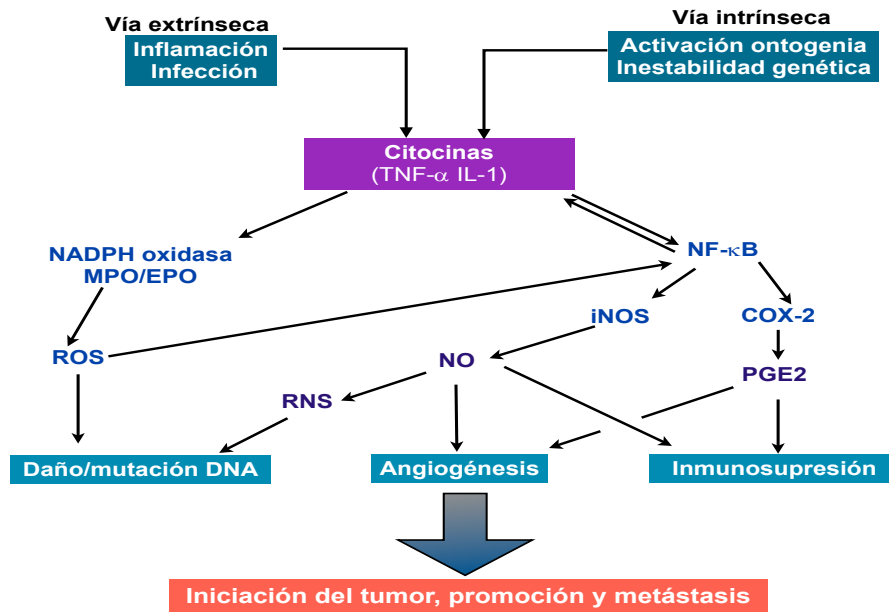 Vía extrínseca
Inflamación
Infección
Vía intrínseca
Activación ontogenia
Inestabilidad genética
Citocinas
(TNF-α IL-1)
NADPH oxidasa
MPO/EPO
NF-κB
iNOS
COX-2
ROS
NO
PGE2
RNS
Daño/mutación DNA
Angiogénesis
Inmunosupresión
Iniciación del tumor, promoción y metástasis